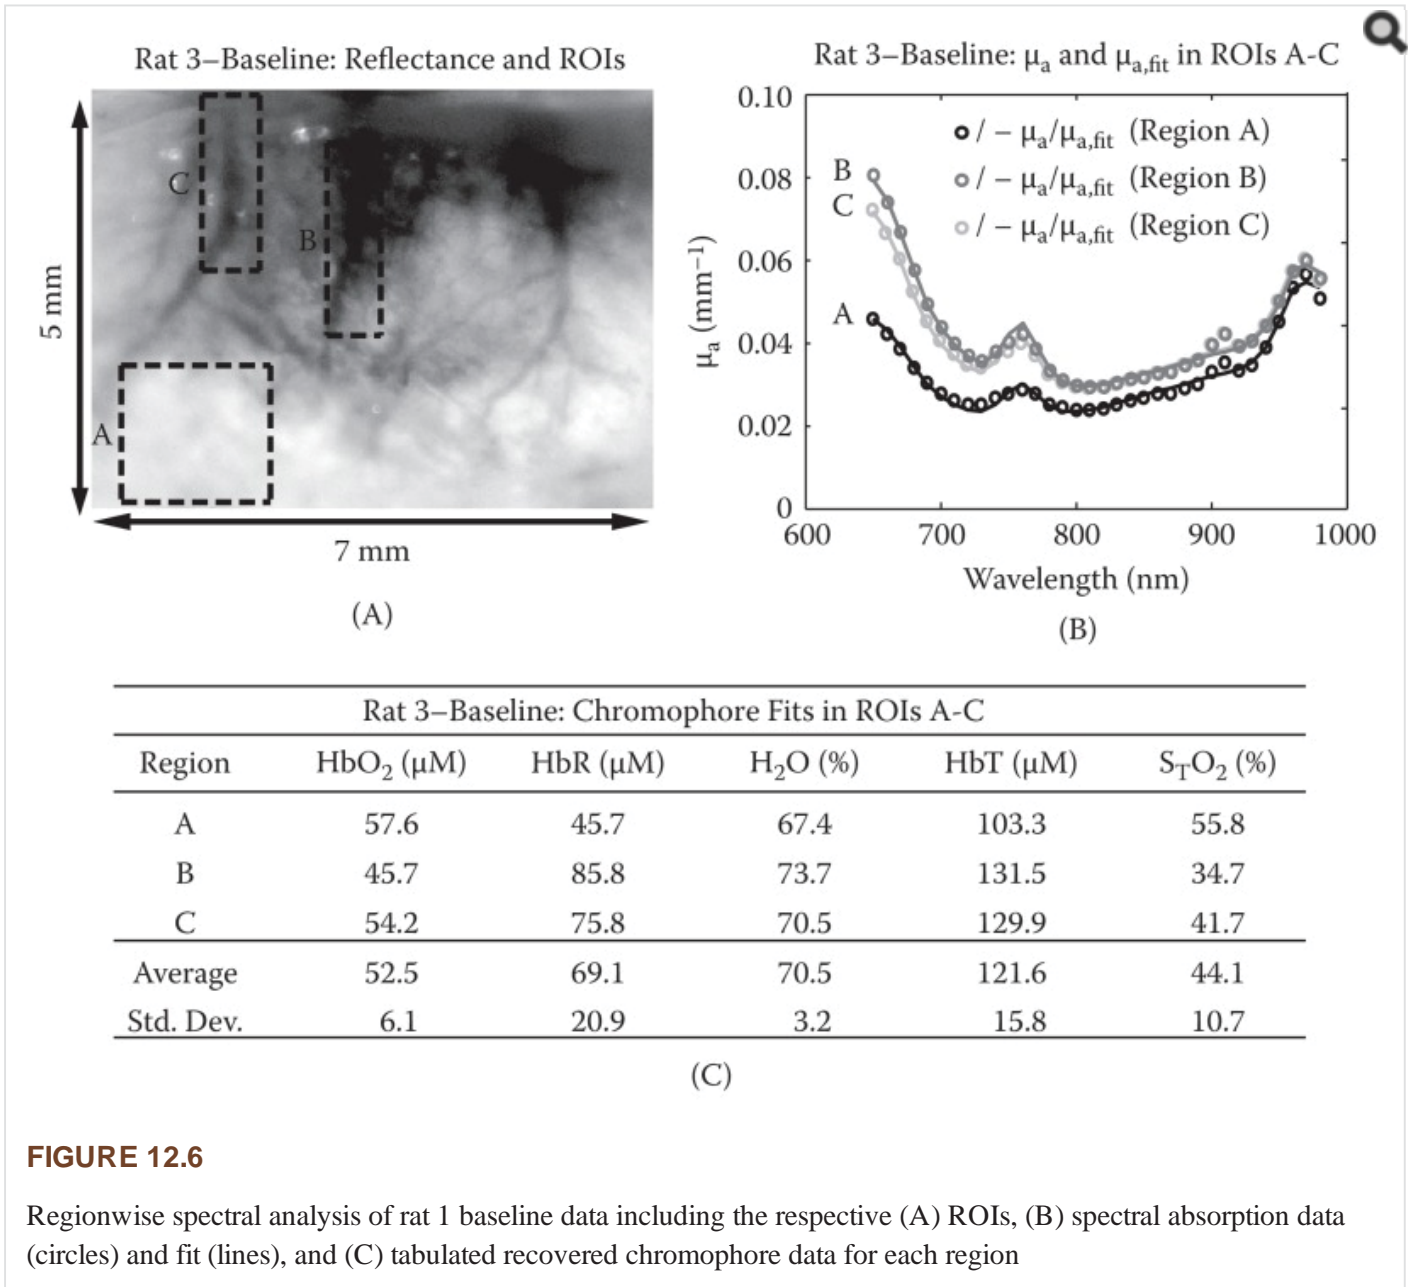 Rat 3–Baseline: Reflectance and ROIs
C
B
A
5 mm
7 mm
(A)
Rat 3–Baseline: μa and μa,fit in ROIs A-C
0.10
0.08
0.06
0.04
0.02
0
μa (mm⁻¹)
B
C
A
/ – μa/μa,fit (Region A)
/ – μa/μa,fit (Region B)
/ – μa/μa,fit (Region C)
600 700 800 900 1000
Wavelength (nm)
(B)
Rat 3–Baseline: Chromophore Fits in ROIs A-C
Region HbO₂ (μM) HbR (μM) H₂O (%) HbT (μM) STO₂ (%)
A 57.6 45.7 67.4 103.3 55.8
B 45.7 85.8 73.7 131.5 34.7
C 54.2 75.8 70.5 129.9 41.7
Average 52.5 69.1 70.5 121.6 44.1
Std. Dev. 6.1 20.9 3.2 15.8 10.7
(C)
FIGURE 12.6
Regionwise spectral analysis of rat 1 baseline data including the respective (A) ROIs, (B) spectral absorption data
(circles) and fit (lines), and (C) tabulated recovered chromophore data for each region